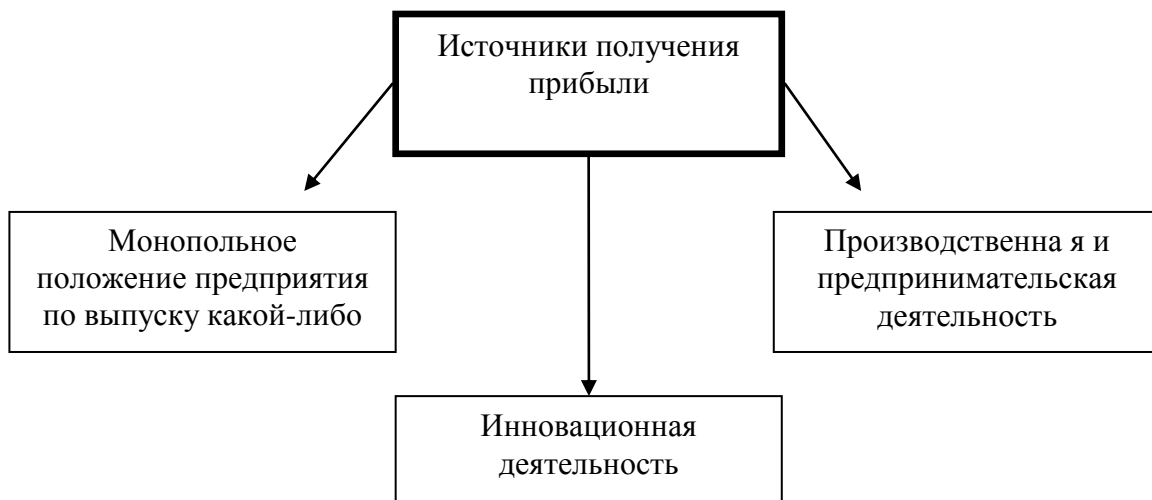 Источники получения
прибыли
Монопольное
положение предприятия
по выпуску какой-либо
Производственна я и
предпринимательская
деятельность
Инновационная
деятельность